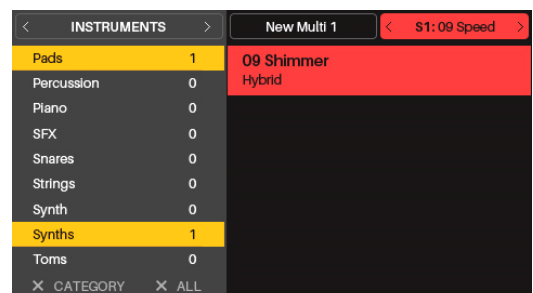 < INSTRUMENTS >
New Multi 1
< S1: 09 Speed >
Pads 1
Percussion 0
Piano 0
SFX 0
Snares 0
Strings 0
Synth 0
Synths 1
Toms 0
✕ CATEGORY ✕ ALL
09 Shimmer
Hybrid